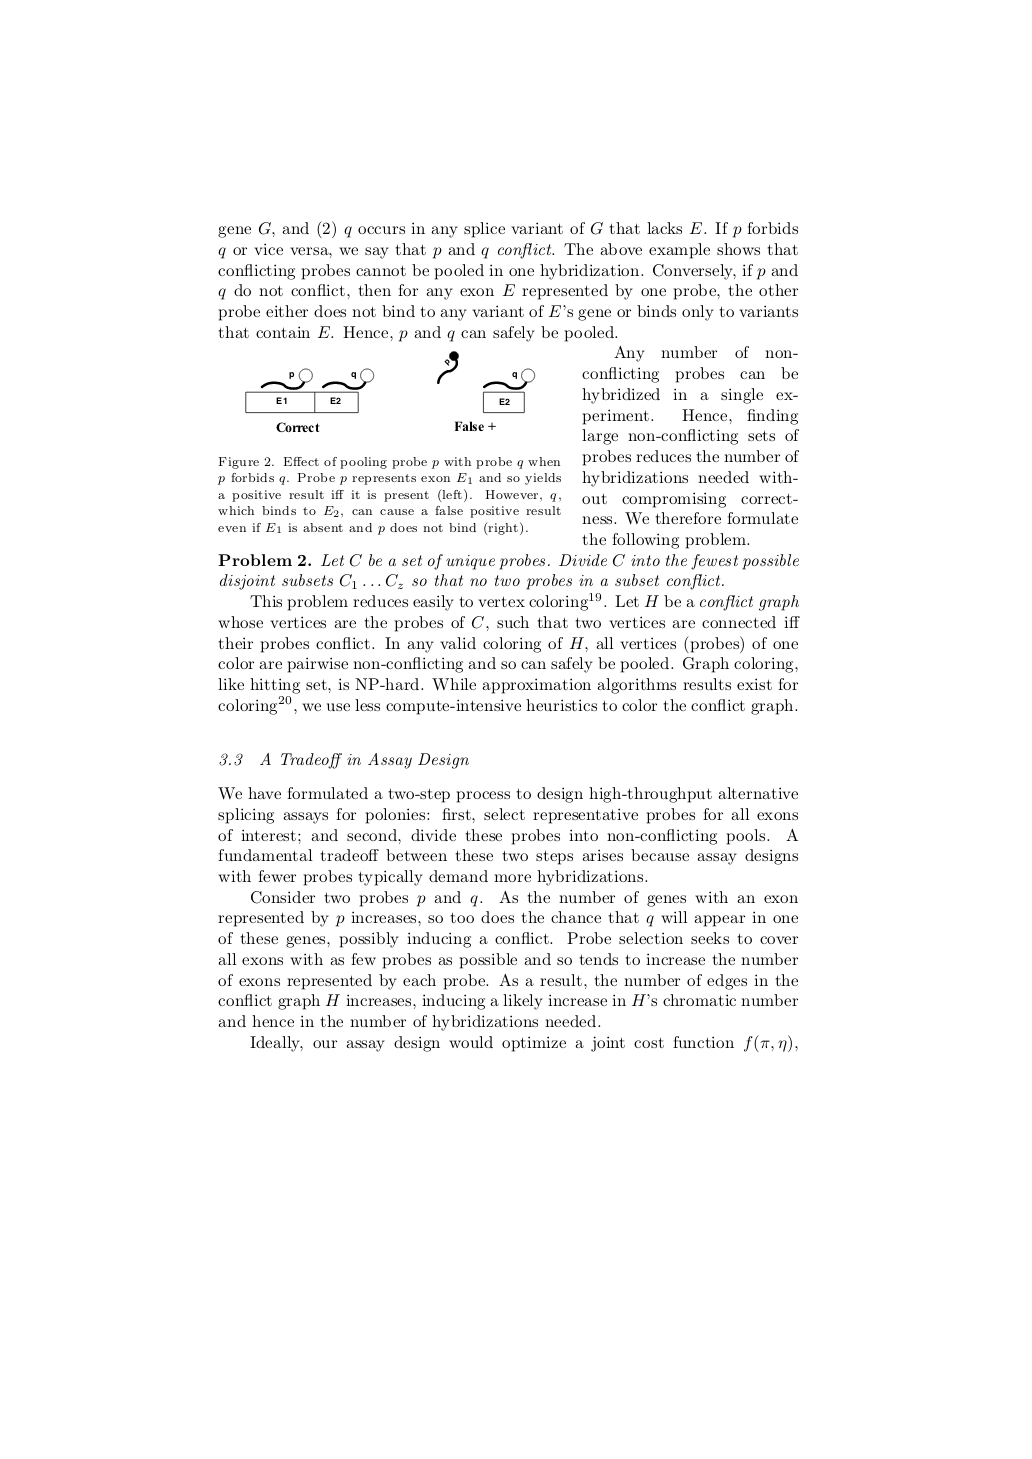 gene G, and (2) q occurs in any splice variant of G that lacks E. If p forbids
q or vice versa, we say that p and q conflict. The above example shows that
conflicting probes cannot be pooled in one hybridization. Conversely, if p and
q do not conflict, then for any exon E represented by one probe, the other
probe either does not bind to any variant of E's gene or binds only to variants
that contain E. Hence, p and q can safely be pooled.
p q
E1 E2
Correct
p q
E2
False +
Figure 2. Effect of pooling probe p with probe q when
p forbids q. Probe p represents exon E1 and so yields
a positive result iff it is present (left). However, q,
which binds to E2, can cause a false positive result
even if E1 is absent and p does not bind (right).
Any number of non-
conflicting probes can be
hybridized in a single ex-
periment. Hence, finding
large non-conflicting sets of
probes reduces the number of
hybridizations needed with-
out compromising correct-
ness. We therefore formulate
the following problem.
Problem 2. Let C be a set of unique probes. Divide C into the fewest possible
disjoint subsets C1 . . . Cz so that no two probes in a subset conflict.
This problem reduces easily to vertex coloring19. Let H be a conflict graph
whose vertices are the probes of C, such that two vertices are connected iff
their probes conflict. In any valid coloring of H, all vertices (probes) of one
color are pairwise non-conflicting and so can safely be pooled. Graph coloring,
like hitting set, is NP-hard. While approximation algorithms results exist for
coloring20, we use less compute-intensive heuristics to color the conflict graph.
3.3 A Tradeoff in Assay Design
We have formulated a two-step process to design high-throughput alternative
splicing assays for polonies: first, select representative probes for all exons
of interest; and second, divide these probes into non-conflicting pools. A
fundamental tradeoff between these two steps arises because assay designs
with fewer probes typically demand more hybridizations.
Consider two probes p and q. As the number of genes with an exon
represented by p increases, so too does the chance that q will appear in one
of these genes, possibly inducing a conflict. Probe selection seeks to cover
all exons with as few probes as possible and so tends to increase the number
of exons represented by each probe. As a result, the number of edges in the
conflict graph H increases, inducing a likely increase in H's chromatic number
and hence in the number of hybridizations needed.
Ideally, our assay design would optimize a joint cost function f(π, η),